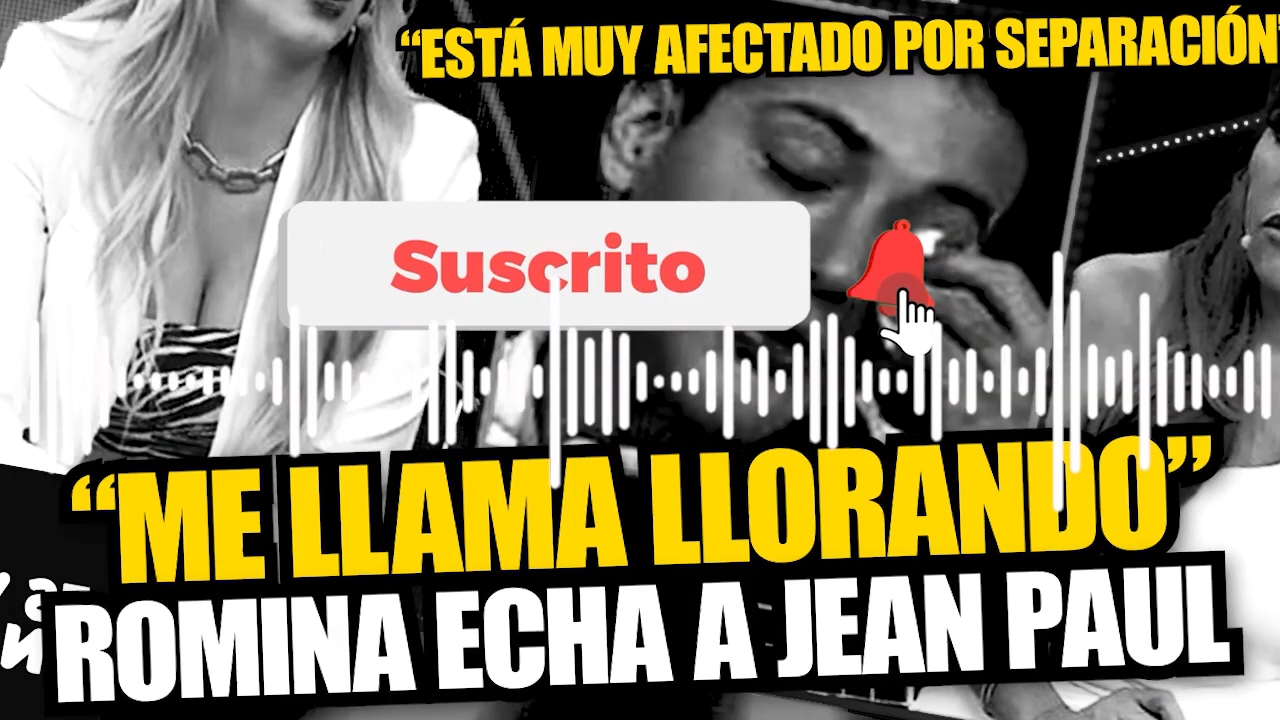 “ESTÁ MUY AFECTADO POR SEPARACIÓN”
Suscrito
“ME LLAMA LLORANDO”
ROMINA ECHA A JEAN PAUL